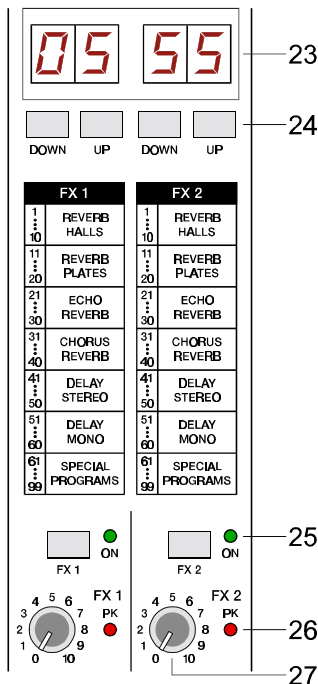 05 55
23
24
DOWN UP DOWN UP
FX 1
1
10
REVERB
HALLS
11
20
REVERB
PLATES
21
30
ECHO
REVERB
31
40
CHORUS
REVERB
41
50
DELAY
STEREO
51
60
DELAY
MONO
61
99
SPECIAL
PROGRAMS
FX 2
1
10
REVERB
HALLS
11
20
REVERB
PLATES
21
30
ECHO
REVERB
31
40
CHORUS
REVERB
41
50
DELAY
STEREO
51
60
DELAY
MONO
61
99
SPECIAL
PROGRAMS
ON
FX 1
ON
FX 2
25
FX 1
PK
0 1 2 3 4 5 6 7 8 9 10
FX 2
PK
0 1 2 3 4 5 6 7 8 9 10
26
27